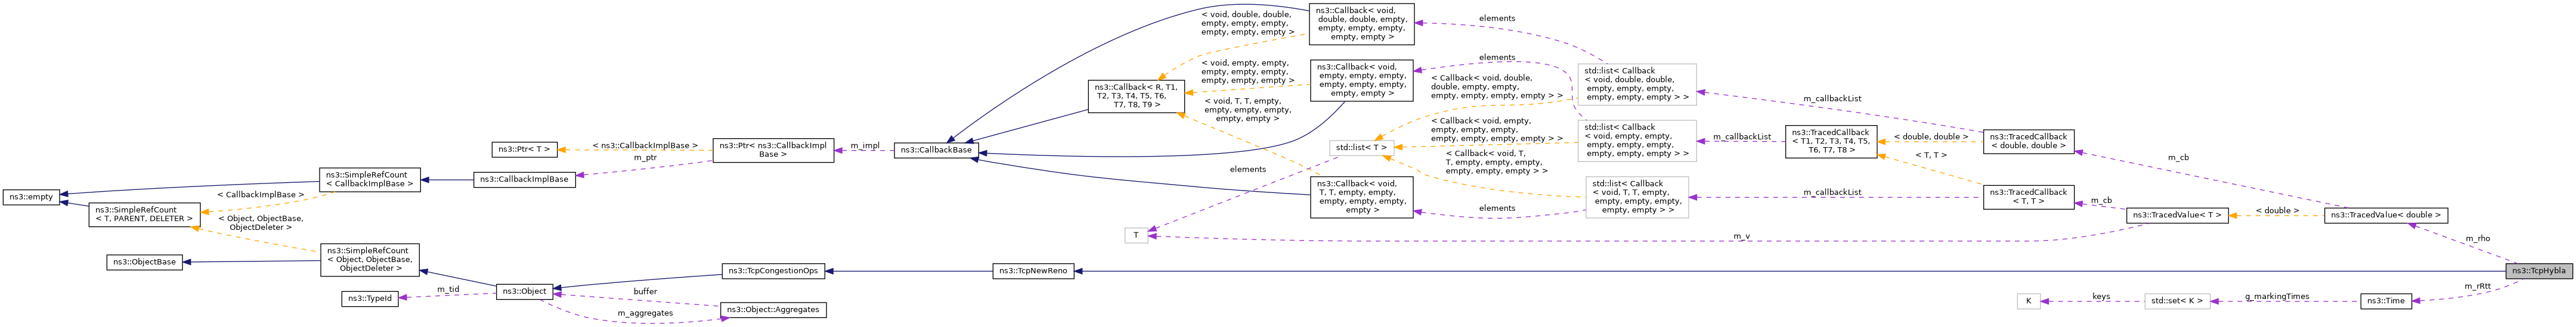 ns3::empty
ns3::SimpleRefCount
< CallbackImplBase >
ns3::SimpleRefCount
< T, PARENT, DELETER >
< CallbackImplBase >
< Object, ObjectBase,
ObjectDeleter >
ns3::ObjectBase
ns3::SimpleRefCount
< Object, ObjectBase,
ObjectDeleter >
ns3::TypeId
m_tid
ns3::Ptr< T >
ns3::CallbackImplBase
ns3::Object
< ns3::CallbackImplBase >
m_ptr
buffer
m_aggregates
ns3::Ptr< ns3::CallbackImpl
Base >
ns3::TcpCongestionOps
ns3::Object::Aggregates
m_impl
ns3::CallbackBase
ns3::TcpNewReno
ns3::Callback< R, T1,
T2, T3, T4, T5, T6,
T7, T8, T9 >
T
< void, double, double,
empty, empty, empty,
empty, empty, empty >
< void, empty, empty,
empty, empty, empty,
empty, empty, empty >
< void, T, T, empty,
empty, empty, empty,
empty, empty >
elements
ns3::Callback< void,
double, double, empty,
empty, empty, empty,
empty, empty >
ns3::Callback< void,
empty, empty, empty,
empty, empty, empty,
empty, empty >
std::list< T >
ns3::Callback< void,
T, T, empty, empty,
empty, empty, empty,
empty >
elements
elements
< Callback< void, double,
double, empty, empty,
empty, empty, empty, empty > >
< Callback< void, empty,
empty, empty, empty,
empty, empty, empty, empty > >
< Callback< void, T,
T, empty, empty, empty,
empty, empty, empty > >
elements
std::list< Callback
< void, double, double,
empty, empty, empty,
empty, empty, empty > >
std::list< Callback
< void, empty, empty,
empty, empty, empty,
empty, empty, empty > >
std::list< Callback
< void, T, T, empty,
empty, empty, empty,
empty, empty > >
m_v
m_callbackList
m_callbackList
m_callbackList
ns3::TracedCallback
< T1, T2, T3, T4, T5,
T6, T7, T8 >
< double, double >
< T, T >
ns3::TracedCallback
< double, double >
ns3::TracedCallback
< T, T >
K
keys
m_cb
m_cb
ns3::TracedValue< T >
std::set< K >
< double >
g_markingTimes
ns3::TracedValue< double >
ns3::Time
m_rho
m_rRtt
ns3::TcpHybla